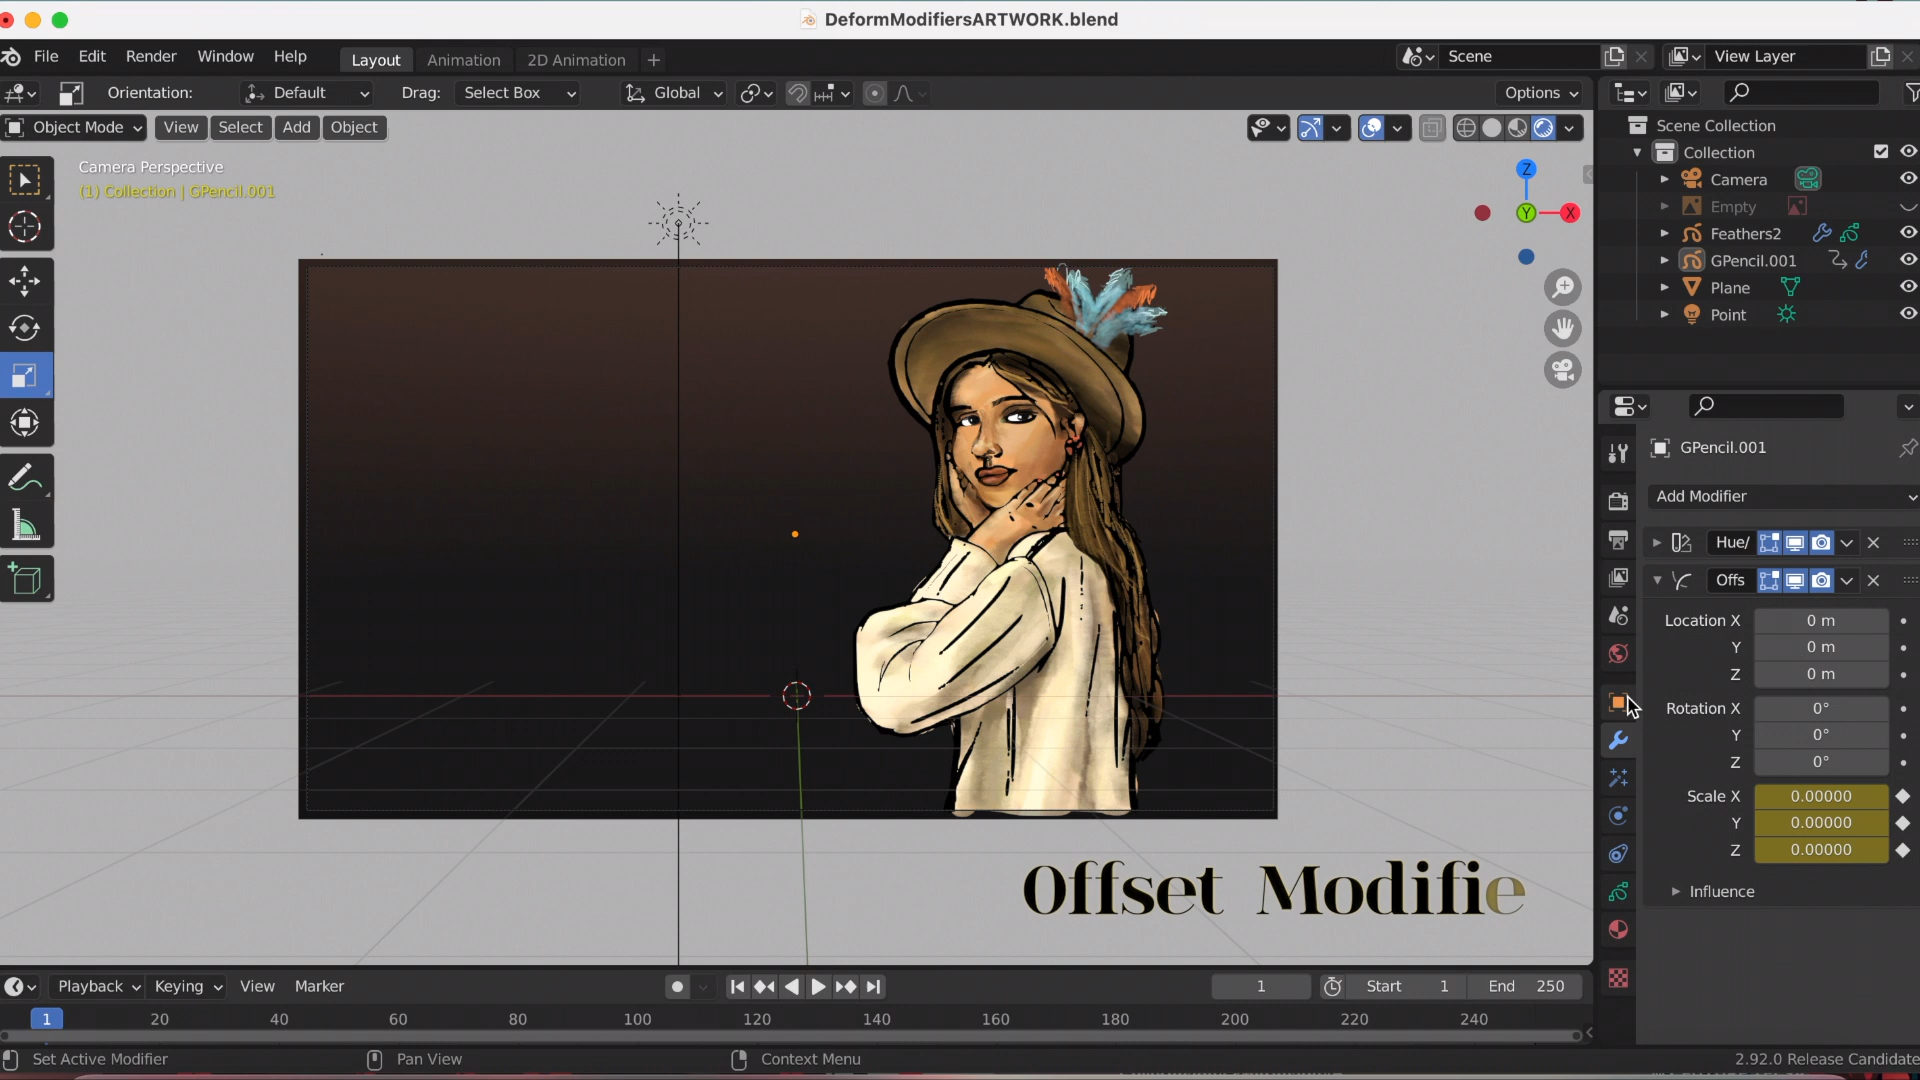 DeformModifiersARTWORK.blend
File Edit Render Window Help Layout Animation 2D Animation + Scene View Layer
Orientation: Default Drag: Select Box Global Options
Object Mode View Select Add Object
Camera Perspective
(1) Collection | GPencil.001
Z
Y X
Scene Collection
Collection
Camera
Empty
Feathers2
GPencil.001
Plane
Point
GPencil.001
Add Modifier
Hue/
Offs
Location X 0 m
Y 0 m
Z 0 m
Rotation X 0°
Y 0°
Z 0°
Scale X 0.00000
Y 0.00000
Z 0.00000
Influence
Offset Modifie
Playback Keying View Marker 1 Start 1 End 250
1 20 40 60 80 100 120 140 160 180 200 220 240
Set Active Modifier Pan View Context Menu 2.92.0 Release Candidate